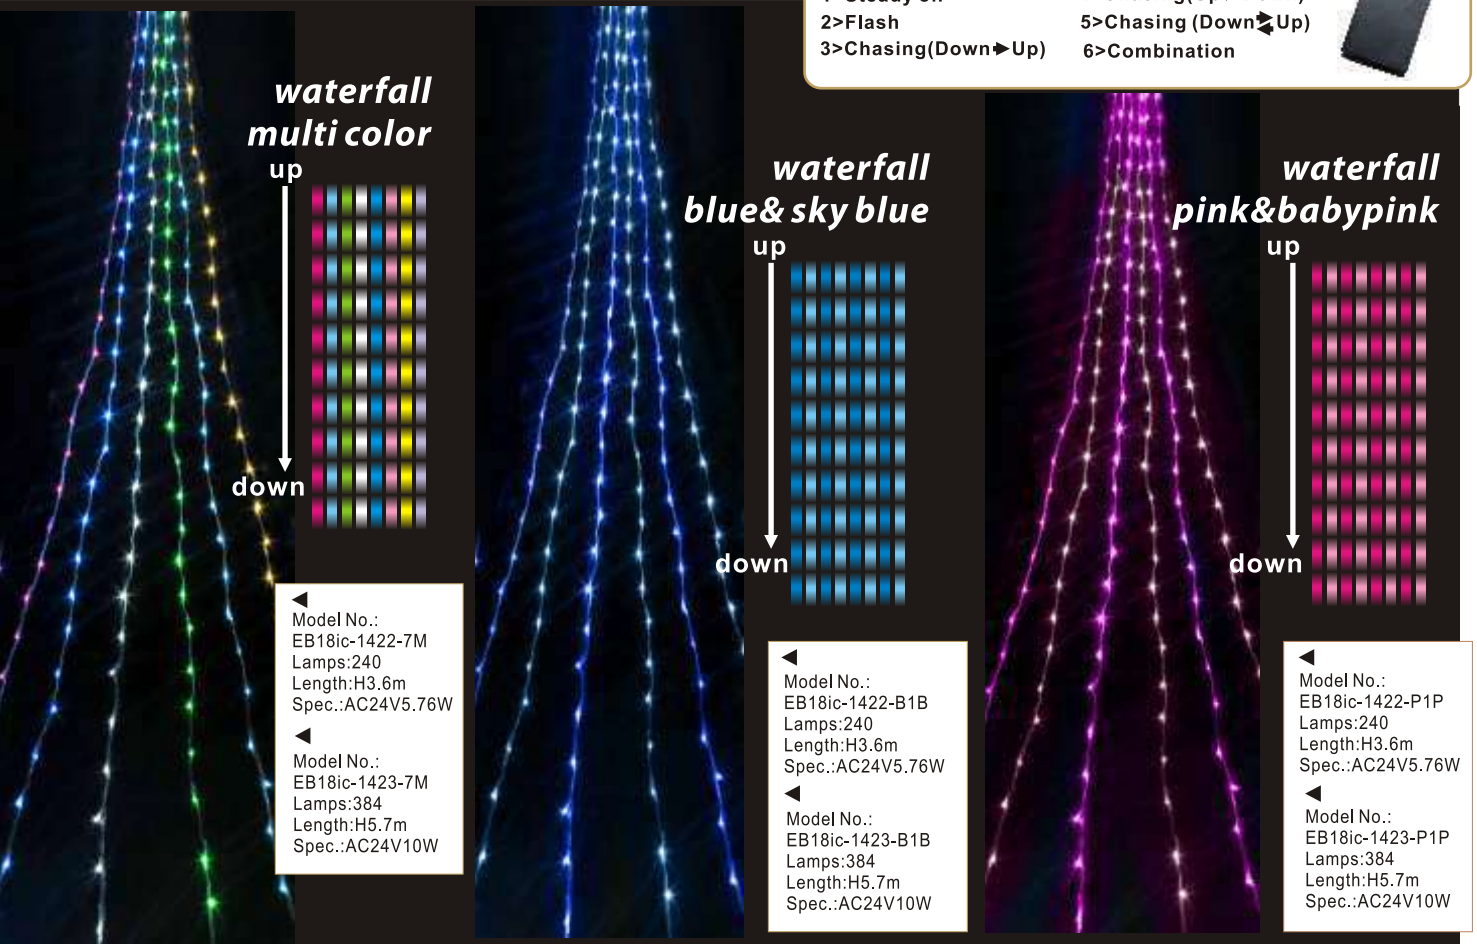 2>Flash
5>Chasing (Down Up)
3>Chasing(Down Up)
6>Combination
waterfall
multi color
up
down
Model No.:
EB18ic-1422-7M
Lamps:240
Length:H3.6m
Spec.:AC24V5.76W
Model No.:
EB18ic-1423-7M
Lamps:384
Length:H5.7m
Spec.:AC24V10W
waterfall
blue& sky blue
up
down
Model No.:
EB18ic-1422-B1B
Lamps:240
Length:H3.6m
Spec.:AC24V5.76W
Model No.:
EB18ic-1423-B1B
Lamps:384
Length:H5.7m
Spec.:AC24V10W
waterfall
pink&babypink
up
down
Model No.:
EB18ic-1422-P1P
Lamps:240
Length:H3.6m
Spec.:AC24V5.76W
Model No.:
EB18ic-1423-P1P
Lamps:384
Length:H5.7m
Spec.:AC24V10W